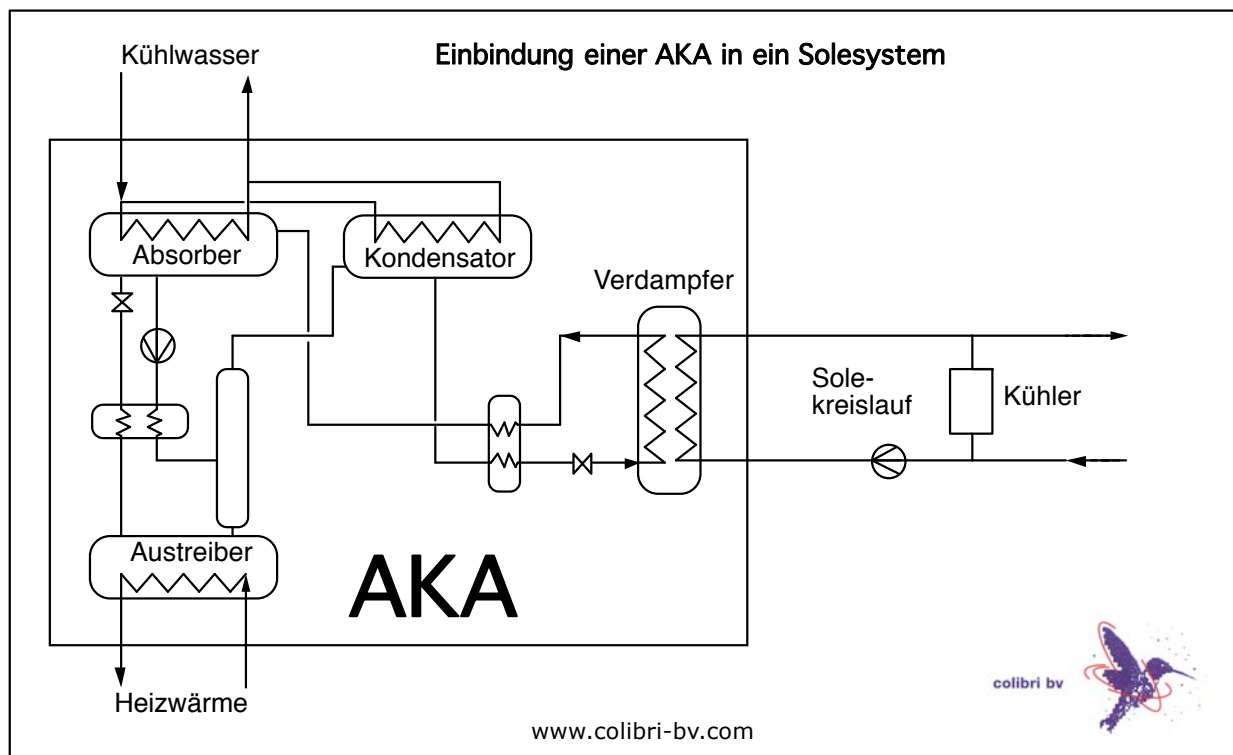 Kühlwasser
Einbindung einer AKA in ein Solesystem
Absorber
Kondensator
Verdampfer
Sole-
kreislauf
Kühler
Austreiber
AKA
Heizwärme
colibri bv
www.colibri-bv.com